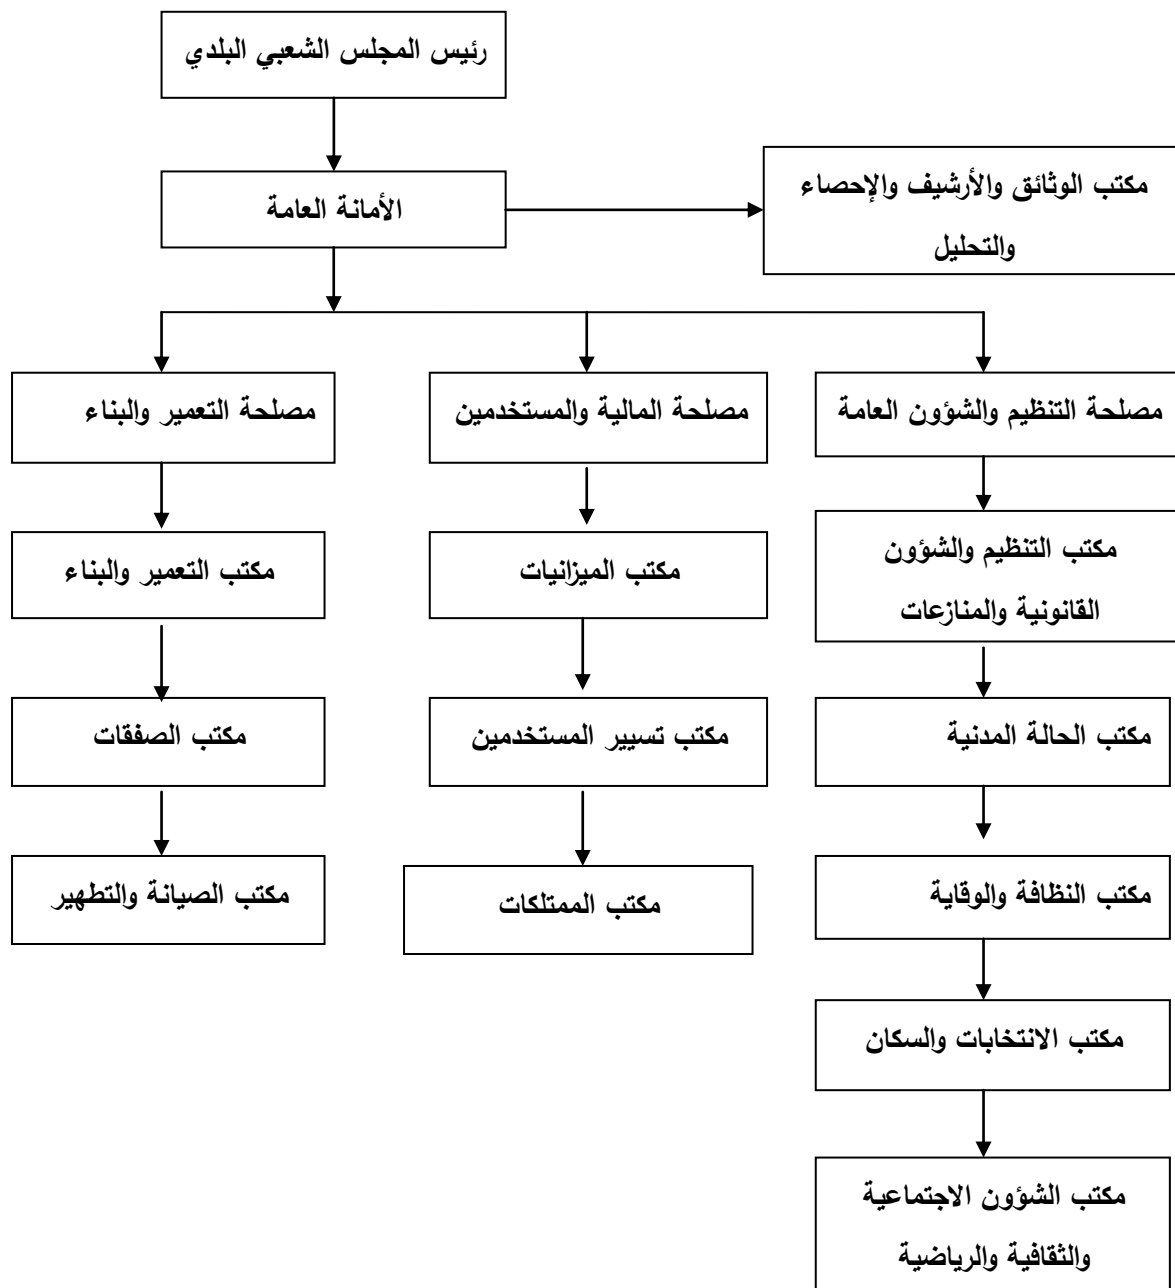 رئيس المجلس الشعبي البلدي
الأمانة العامة
مكتب الوثائق والأرشيف والإحصاء
والتحليل
مصلحة التنظيم والشؤون العامة
مصلحة المالية والمستخدمين
مصلحة التعمير والبناء
مكتب التنظيم والشؤون
القانونية والمنازعات
مكتب الميزانيات
مكتب التعمير والبناء
مكتب الحالة المدنية
مكتب تسيير المستخدمين
مكتب الصفقات
مكتب النظافة والوقاية
مكتب الممتلكات
مكتب الصيانة والتطهير
مكتب الانتخابات والسكان
مكتب الشؤون الاجتماعية
والثقافية والرياضية